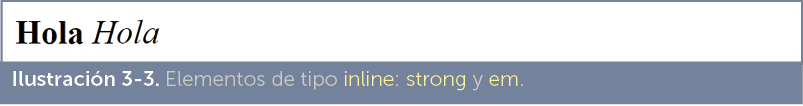 Hola Hola
Ilustración 3-3. Elementos de tipo inline: strong y em.